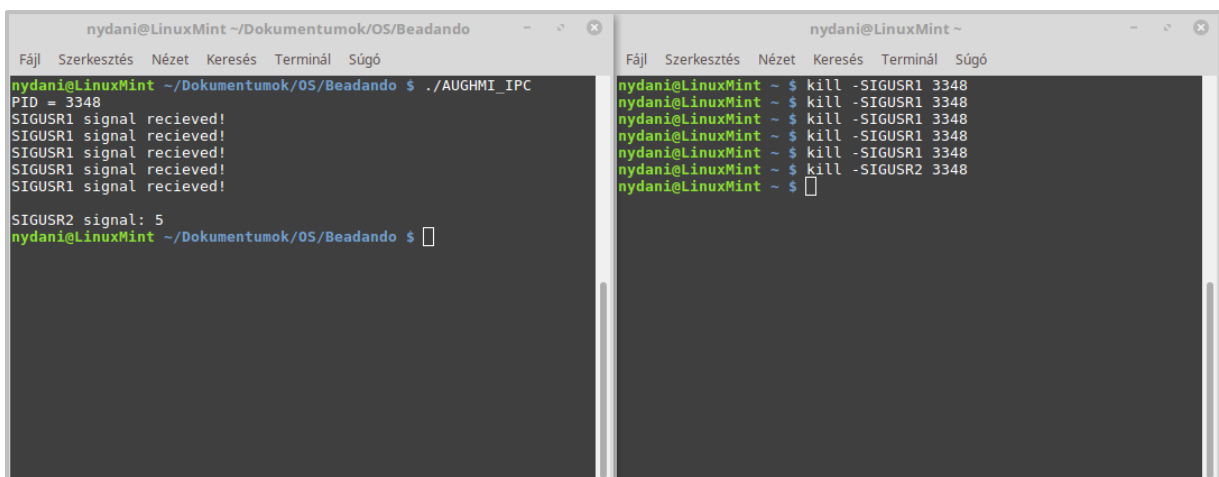 nydani@LinuxMint ~/Dokumentumok/OS/Beadando
Fájl Szerkesztés Nézet Keresés Terminál Súgó
nydani@LinuxMint ~/Dokumentumok/OS/Beadando $ ./AUGHMI_IPC
PID = 3348
SIGUSR1 signal recieved!
SIGUSR1 signal recieved!
SIGUSR1 signal recieved!
SIGUSR1 signal recieved!
SIGUSR1 signal recieved!
SIGUSR2 signal: 5
nydani@LinuxMint ~/Dokumentumok/OS/Beadando $
nydani@LinuxMint ~
Fájl Szerkesztés Nézet Keresés Terminál Súgó
nydani@LinuxMint ~ $ kill -SIGUSR1 3348
nydani@LinuxMint ~ $ kill -SIGUSR1 3348
nydani@LinuxMint ~ $ kill -SIGUSR1 3348
nydani@LinuxMint ~ $ kill -SIGUSR1 3348
nydani@LinuxMint ~ $ kill -SIGUSR1 3348
nydani@LinuxMint ~ $ kill -SIGUSR2 3348
nydani@LinuxMint ~ $